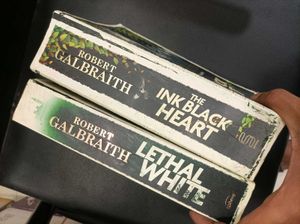 ROBERT
GALBRAITH
THE
INK BLACK
HEART
ROBERT
GALBRAITH
LETHAL
WHITE